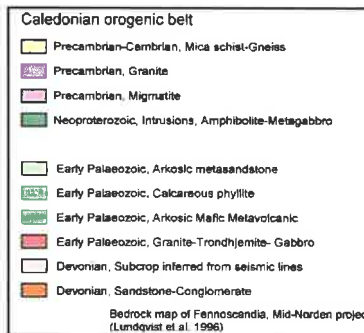 Caledonian orogenic belt
Precambrian-Cambrian, Mica schist-Gneiss
Precambrian, Granite
Precambrian, Migmatite
Neoproterozoic, Intrusions, Amphibolite-Metagabbro
Early Palaeozoic, Arkosic metasandstone
Early Palaeozoic, Calcareous phyllite
Early Palaeozoic, Arkosic Mafic Metavolcanic
Early Palaeozoic, Granite-Trondhjemite- Gabbro
Devonian, Subcrop inferred from seismic lines
Devonian, Sandstone-Conglomerate
Bedrock map of Fennoscandia, Mid-Norden projec
(Lundqvist et al. 1996)